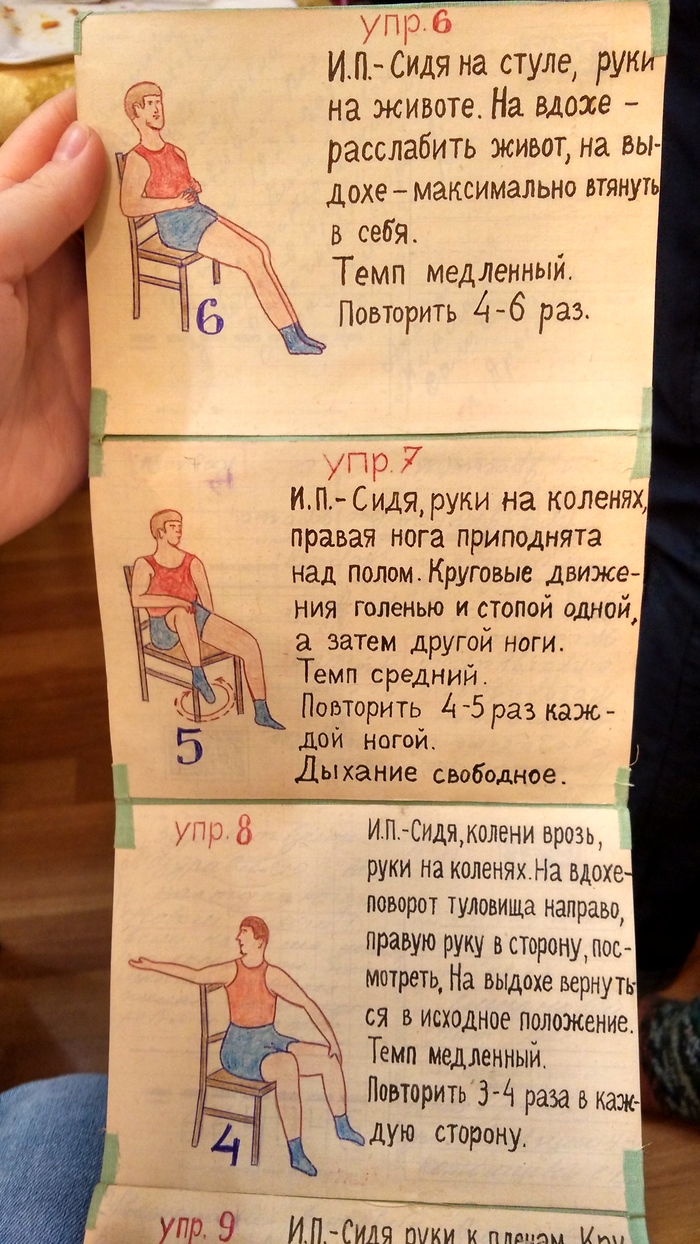 упр. 6
И.П.- Сидя на стуле, руки
на животе. На вдохе -
расслабить живот, на вы-
дохе - максимально втянуть
в себя.
Темп медленный.
Повторить 4-6 раз.
6
упр. 7
И.П.- Сидя, руки на коленях,
правая нога приподнята
над полом. Круговые движе-
ния голенью и стопой одной,
а затем другой ноги.
Темп средний.
Повторить 4-5 раз каж-
дой ногой.
Дыхание свободное.
5
упр. 8
И.П.-Сидя, колени врозь,
руки на коленях. На вдохе-
поворот туловища направо,
правую руку в сторону, пос-
мотреть, На выдохе вернуть-
ся в исходное положение.
Темп медленный.
Повторить 3-4 раза в каж-
дую сторону.
4
упр. 9
И.П.-Сидя руки к плечам. Кру